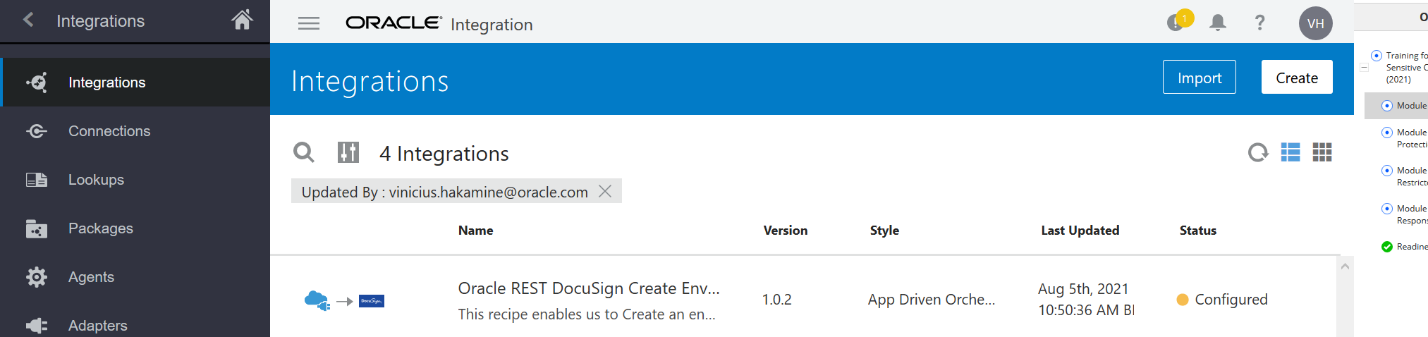 Integrations
Integrations
Connections
Lookups
Packages
Agents
Adapters
ORACLE® Integration
1
?
VH
Integrations
Import
Create
4 Integrations
Updated By : vinicius.hakamine@oracle.com
Name Version Style Last Updated Status
DocuSign
Oracle REST DocuSign Create Env...
This recipe enables us to Create an en...
1.0.2
App Driven Orche...
Aug 5th, 2021
10:50:36 AM
Configured
O
Training fo
Sensitive C
(2021)
Module
Module
Protecti
Module
Restricte
Module
Respons
Readine